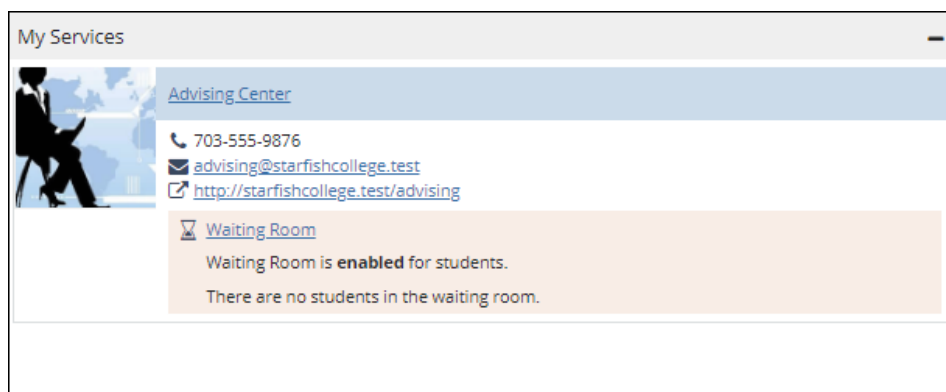 My Services
Advising Center
703-555-9876
advising@starfishcollege.test
http://starfishcollege.test/advising
Waiting Room
Waiting Room is enabled for students.
There are no students in the waiting room.